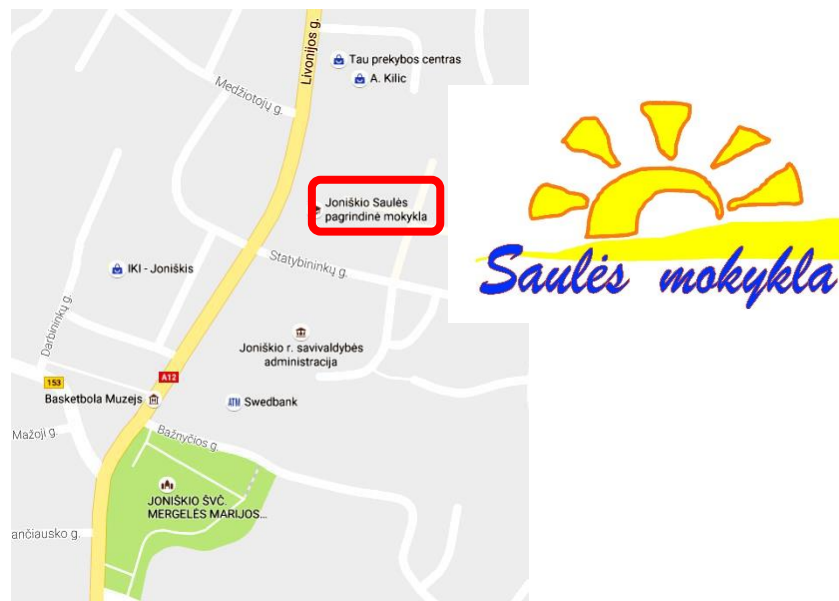 Livonijos g.
Tau prekybos centras
A. Kilic
Medžiotojų g.
Joniškio Saulės
pagrindinė mokykla
Statybininkų g.
IKI - Joniškis
Saulės mokykla
Darbininkų g.
Joniškio r. savivaldybės
administracija
153
A12
Basketbola Muzejs
ATM Swedbank
Mažoji g.
Bažnyčios g.
JONIŠKIO ŠVČ.
MERGELĖS MARIJOS...
ančiausko g.